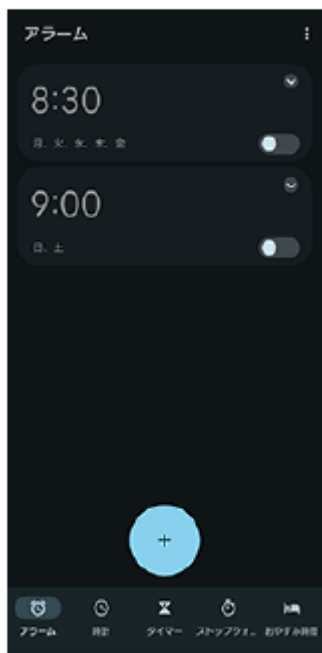 アラーム
8:30
月、火、水、木、金
9:00
日、土
アラーム
時計
タイマー
ストップウォ...
おやすみ時間